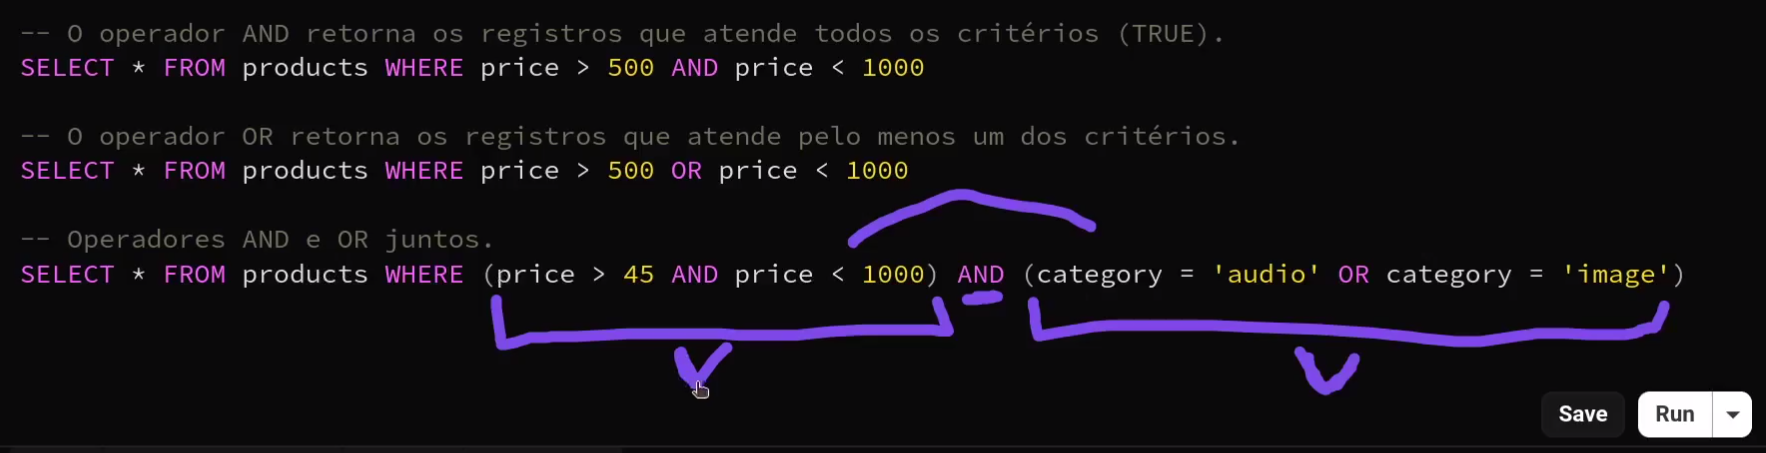 -- O operador AND retorna os registros que atende todos os critérios (TRUE).
SELECT * FROM products WHERE price > 500 AND price < 1000
-- O operador OR retorna os registros que atende pelo menos um dos critérios.
SELECT * FROM products WHERE price > 500 OR price < 1000
-- Operadores AND e OR juntos.
SELECT * FROM products WHERE (price > 45 AND price < 1000) AND (category = 'audio' OR category = 'image')
V V
Save Run